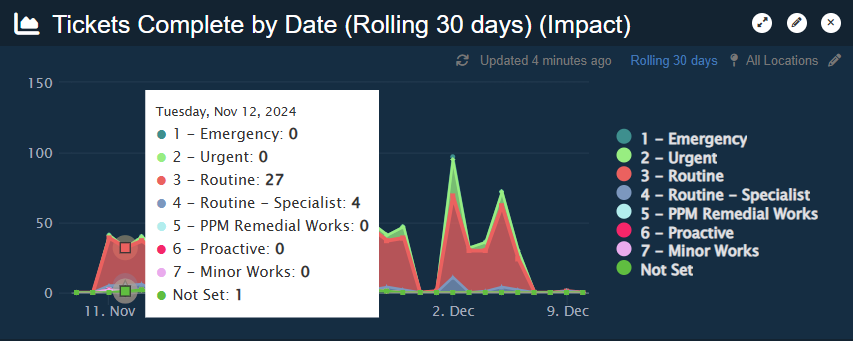 Tickets Complete by Date (Rolling 30 days) (Impact)
Updated 4 minutes ago Rolling 30 days All Locations
150
100
50
0
Tuesday, Nov 12, 2024
1 – Emergency: 0
2 – Urgent: 0
3 – Routine: 27
4 – Routine – Specialist: 4
5 – PPM Remedial Works: 0
6 – Proactive: 0
7 – Minor Works: 0
Not Set: 1
11. Nov
2. Dec
9. Dec
1 – Emergency
2 – Urgent
3 – Routine
4 – Routine – Specialist
5 – PPM Remedial Works
6 – Proactive
7 – Minor Works
Not Set